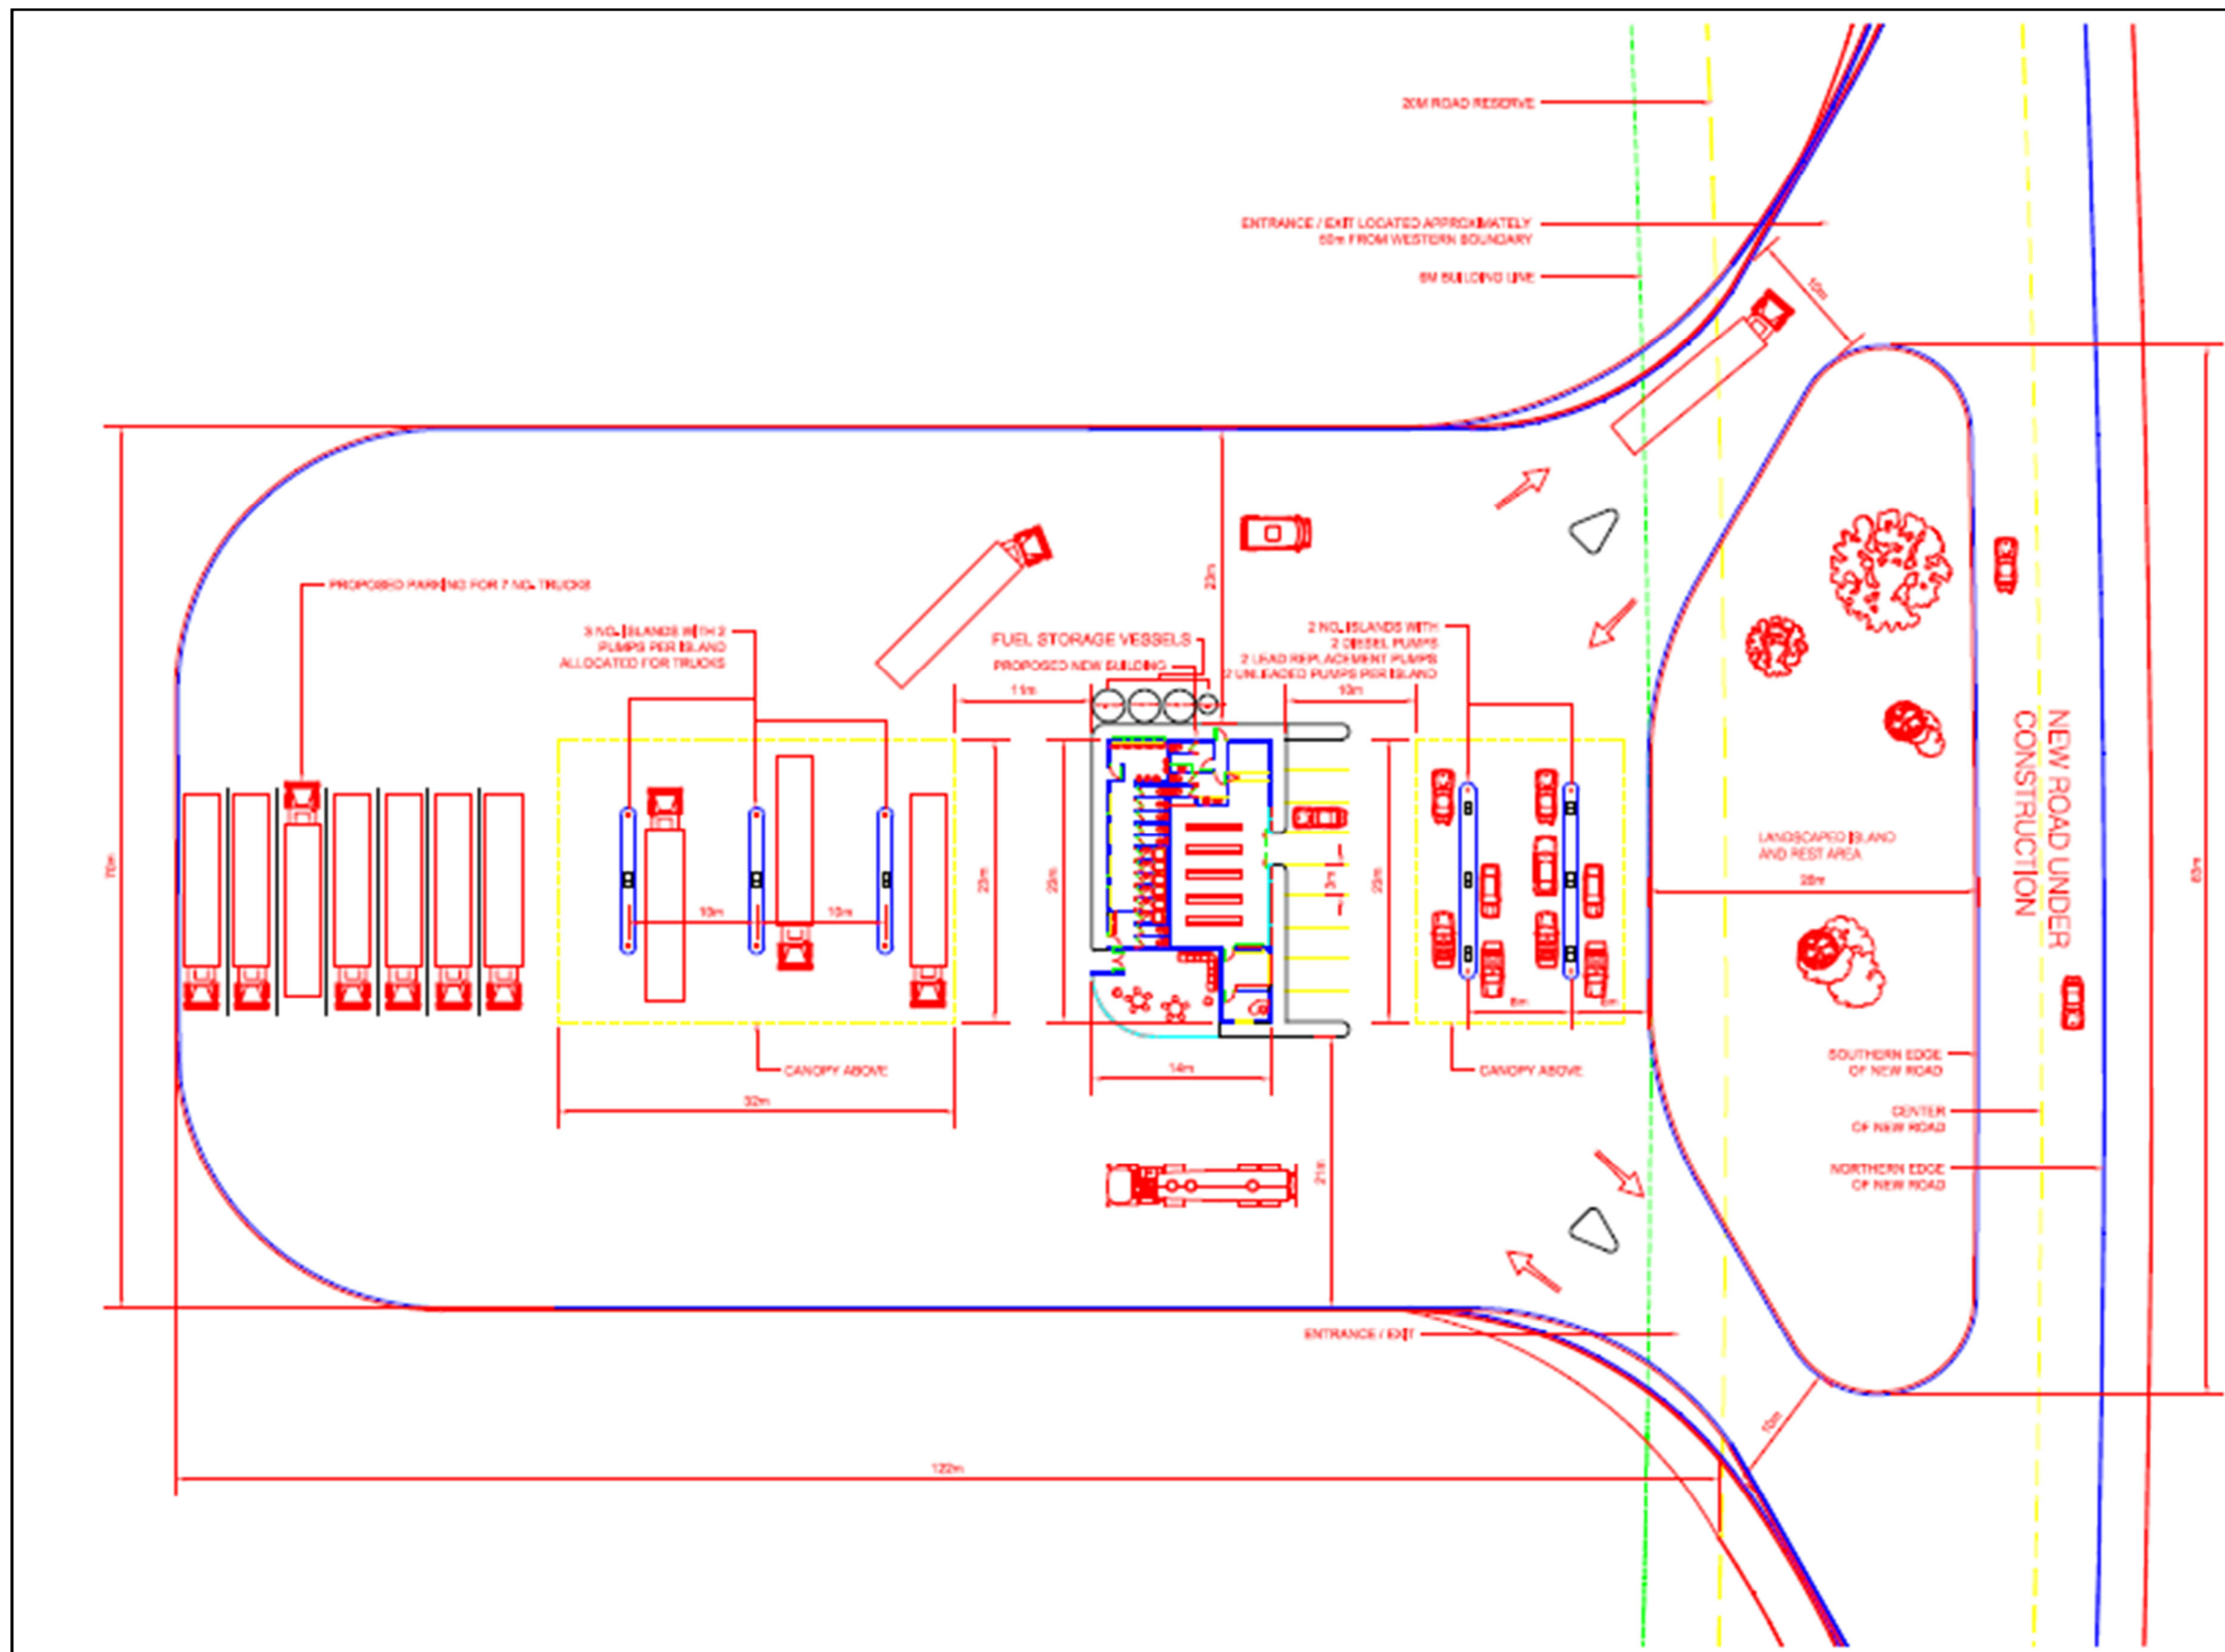 20M ROAD RESERVE
ENTRANCE / EXIT LOCATED APPROXIMATELY
FROM WESTERN BOUNDARY
BUILDING LINE
10m
PROPOSED PARKING FOR 7 NO. TRUCKS
3 NO. ISLANDS WITH 2
PUMPS PER ISLAND
ALLOCATED FOR TRUCKS
FUEL STORAGE VESSELS
PROPOSED NEW BUILDING
2 NO. ISLANDS WITH
2 DIESEL PUMPS
2 LEAD REPLACEMENT PUMPS
2 UNLEADED PUMPS PER ISLAND
23m
11m
10m
NEW ROAD UNDER
CONSTRUCTION
LANDSCAPED ISLAND
AND REST AREA
70m
10m
10m
23m
23m
3m
23m
8m
CANOPY ABOVE
32m
14m
CANOPY ABOVE
21m
SOUTHERN EDGE
OF NEW ROAD
CENTER
OF NEW ROAD
NORTHERN EDGE
OF NEW ROAD
ENTRANCE / EXIT
10m
122m